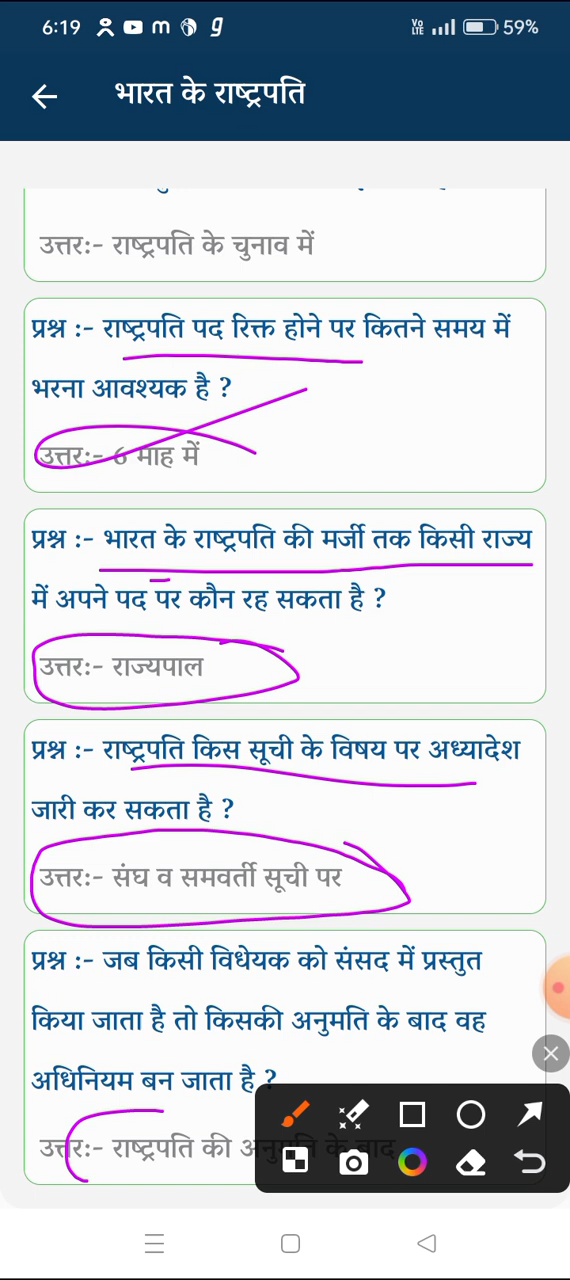 6:19
59%
भारत के राष्ट्रपति
उत्तर:- राष्ट्रपति के चुनाव में
प्रश्न :- राष्ट्रपति पद रिक्त होने पर कितने समय में
भरना आवश्यक है ?
उत्तर:- 6 माह में
प्रश्न :- भारत के राष्ट्रपति की मर्जी तक किसी राज्य
में अपने पद पर कौन रह सकता है ?
उत्तर:- राज्यपाल
प्रश्न :- राष्ट्रपति किस सूची के विषय पर अध्यादेश
जारी कर सकता है ?
उत्तर:- संघ व समवर्ती सूची पर
प्रश्न :- जब किसी विधेयक को संसद में प्रस्तुत
किया जाता है तो किसकी अनुमति के बाद वह
अधिनियम बन जाता है ?
उत्तर:- राष्ट्रपति की अनुमति के बाद